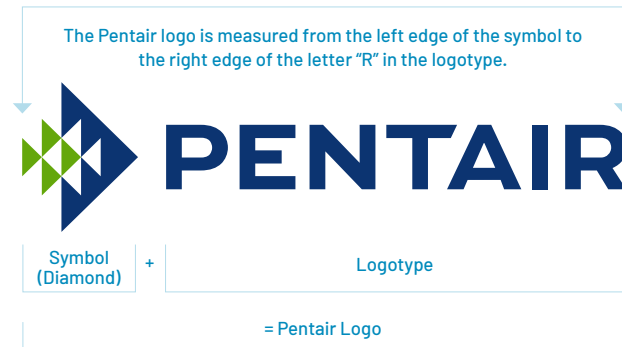 The Pentair logo is measured from the left edge of the symbol to
the right edge of the letter “R” in the logotype.
PENTAIR
Symbol
(Diamond)
+
Logotype
= Pentair Logo